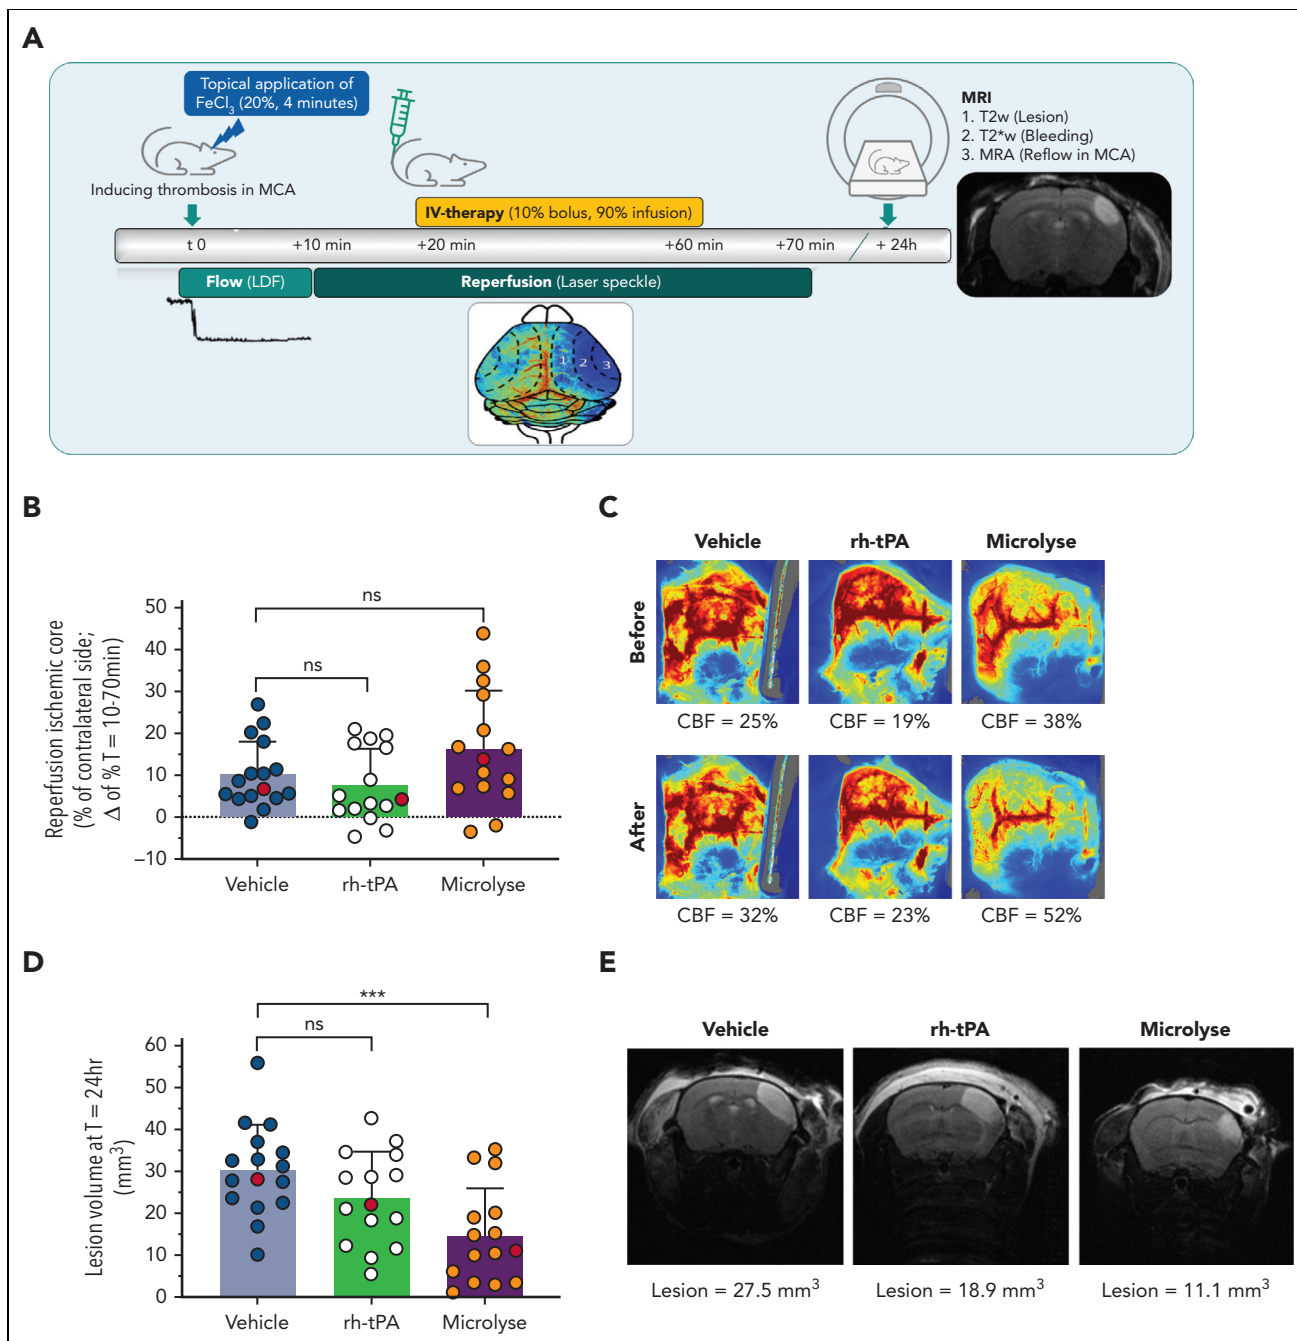 A
Topical application of
FeCl3 (20%, 4 minutes)
Inducing thrombosis in MCA
IV-therapy (10% bolus, 90% infusion)
t 0
+10 min
+20 min
+60 min
+70 min
+ 24h
Flow (LDF)
Reperfusion (Laser speckle)
1
2
3
MRI
1. T2w (Lesion)
2. T2*w (Bleeding)
3. MRA (Reflow in MCA)
B
Reperfusion ischemic core
(% of contralateral side;
Δ of % T = 10-70min)
50
40
30
20
10
0
–10
ns
ns
Vehicle
rh-tPA
Microlyse
C
Vehicle
rh-tPA
Microlyse
Before
CBF = 25%
CBF = 19%
CBF = 38%
After
CBF = 32%
CBF = 23%
CBF = 52%
D
Lesion volume at T = 24hr
(mm3)
60
50
40
30
20
10
0
***
ns
Vehicle
rh-tPA
Microlyse
E
Vehicle
rh-tPA
Microlyse
Lesion = 27.5 mm3
Lesion = 18.9 mm3
Lesion = 11.1 mm3